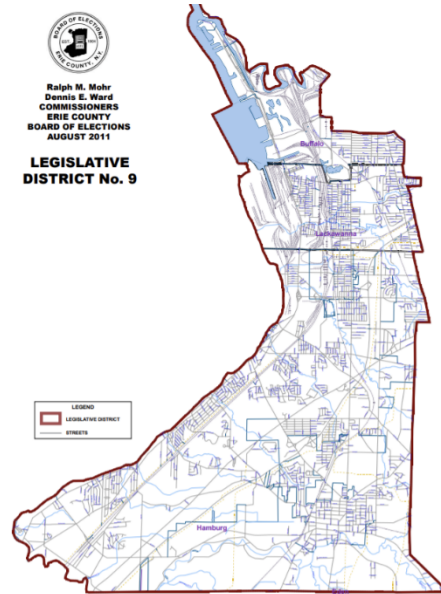 BOARD OF ELECTIONS
ERIE COUNTY, N.Y.
Ralph M. Mohr
Dennis E. Ward
COMMISSIONERS
ERIE COUNTY
BOARD OF ELECTIONS
AUGUST 2011
LEGISLATIVE
DISTRICT No. 9
Buffalo
Lackawanna
LEGEND
LEGISLATIVE DISTRICT
STREETS
Hamburg